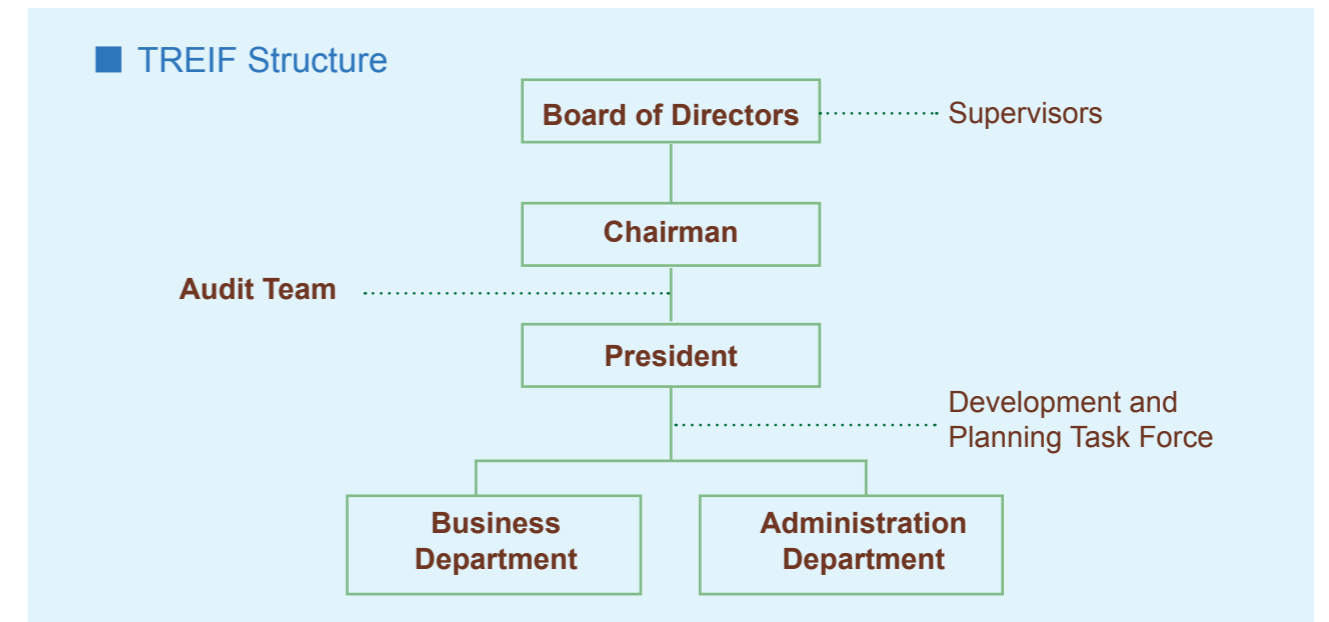 TREIF Structure
Board of Directors
Supervisors
Chairman
Audit Team
President
Development and
Planning Task Force
Business
Department
Administration
Department